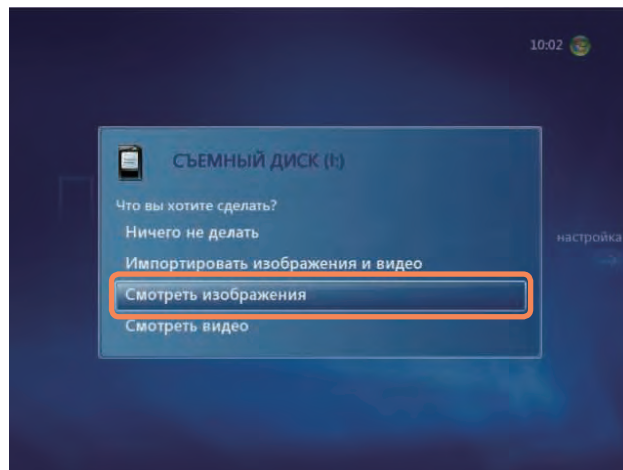 10:02
СЪЕМНЫЙ ДИСК (I:)
Что вы хотите сделать?
Ничего не делать
настройка
Импортировать изображения и видео
Смотреть изображения
Смотреть видео